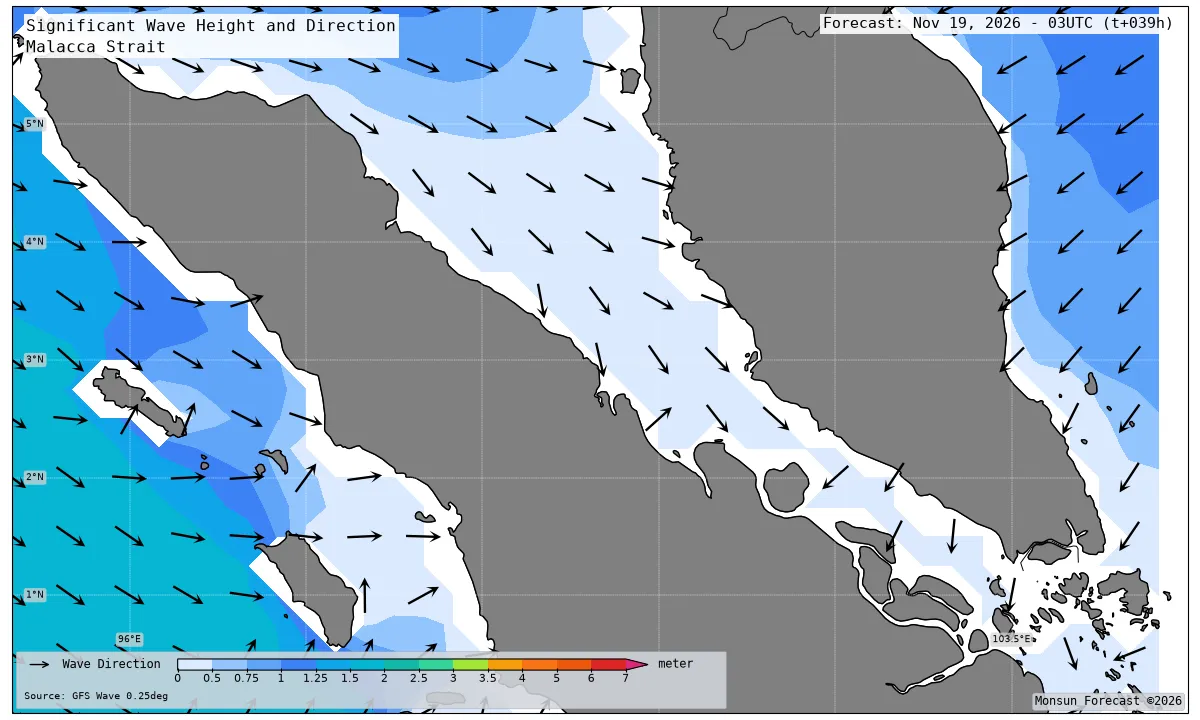 Significant Wave Height and Direction
Malacca Strait
Forecast: Nov 19, 2026 - 03UTC (t+039h)
5°N
4°N
3°N
2°N
1°N
96°E
103.5°E
Wave Direction
0 0.5 0.75 1 1.25 1.5 2 2.5 3 3.5 4 5 6 7
meter
Source: GFS Wave 0.25deg
Monsun Forecast ©2026